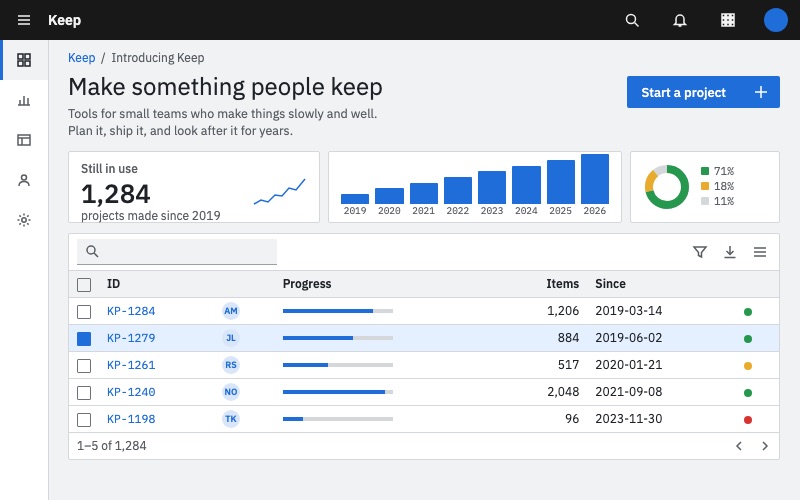 Keep
Keep / Introducing Keep
Make something people keep
Tools for small teams who make things slowly and well.
Plan it, ship it, and look after it for years.
Start a project
Still in use
1,284
projects made since 2019
2019 2020 2021 2022 2023 2024 2025 2026
71%
18%
11%
ID Progress Items Since
KP-1284 AM 1,206 2019-03-14
KP-1279 JL 884 2019-06-02
KP-1261 RS 517 2020-01-21
KP-1240 NO 2,048 2021-09-08
KP-1198 TK 96 2023-11-30
1–5 of 1,284